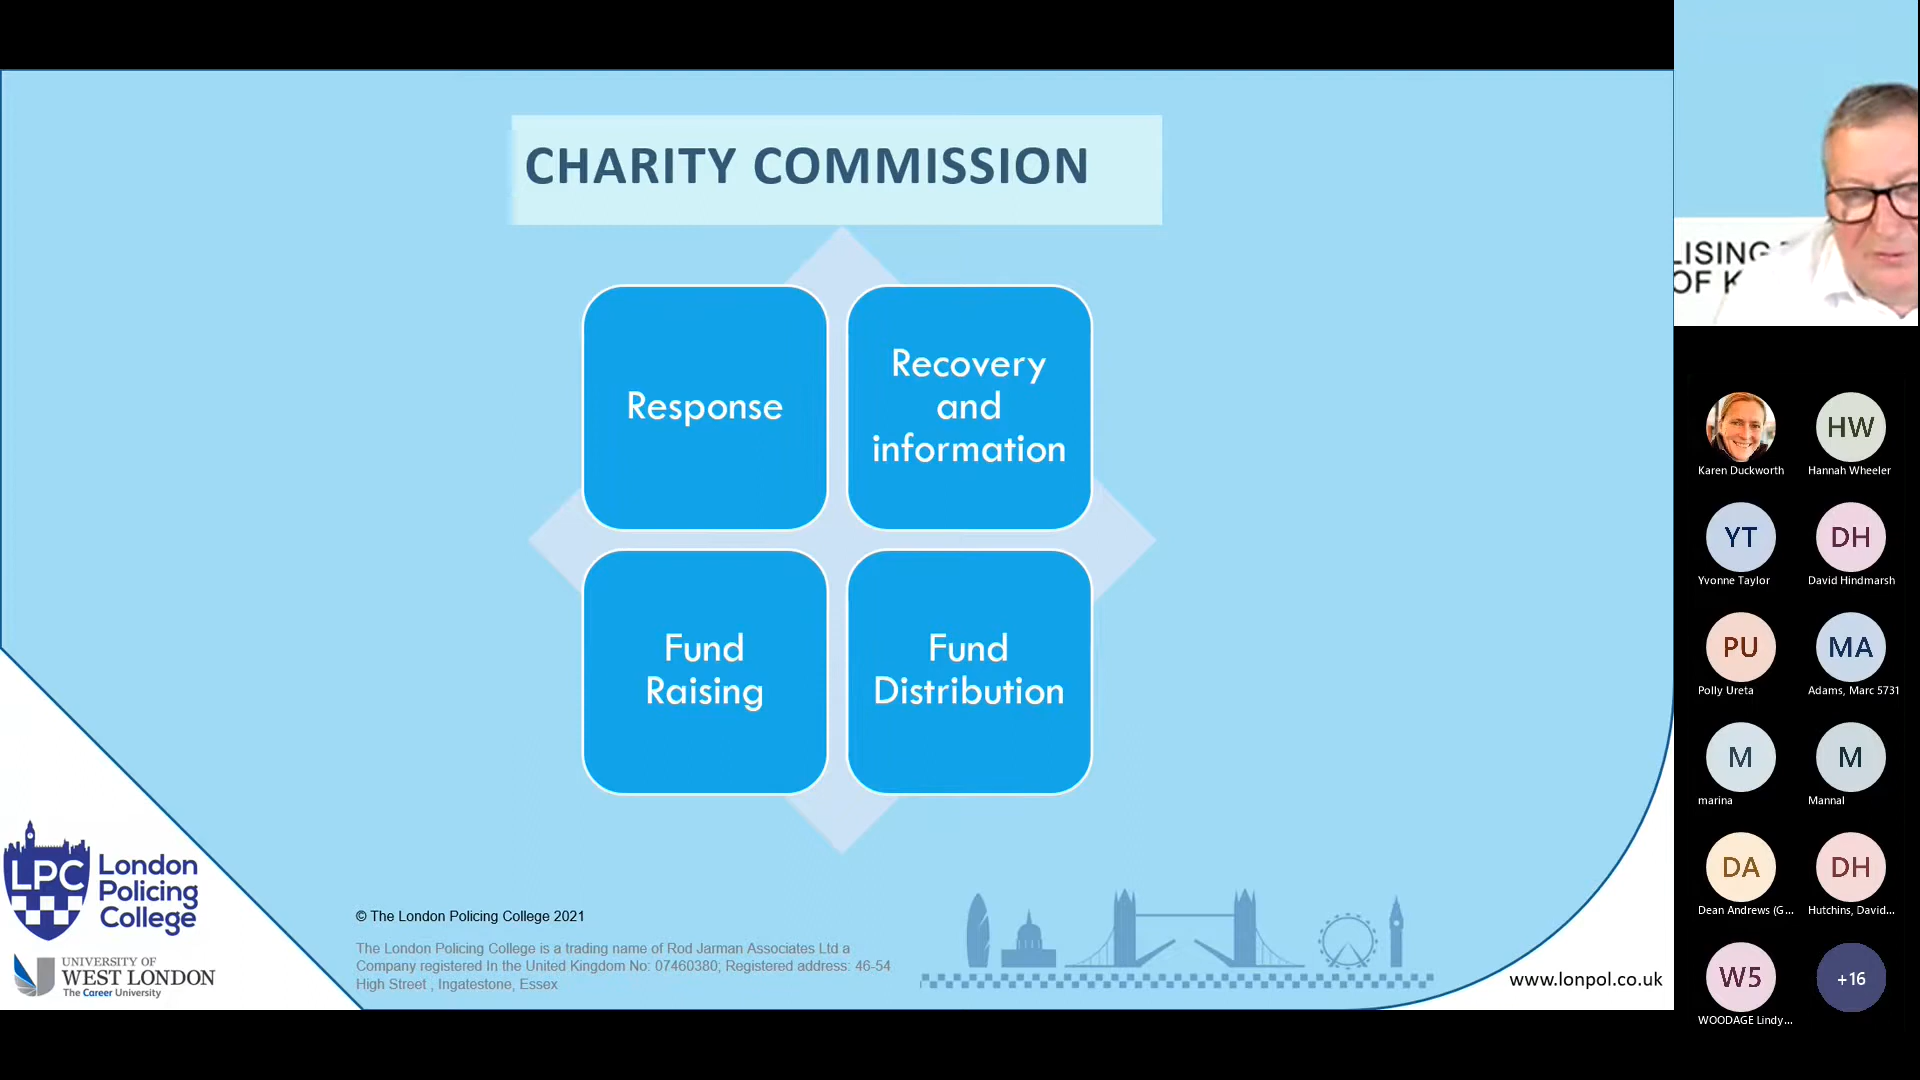 CHARITY COMMISSION
Response
Recovery
and
information
Fund
Raising
Fund
Distribution
LPC
London
Policing
College
UNIVERSITY OF
WEST LONDON
The Career University
© The London Policing College 2021
The London Policing College is a trading name of Rod Jarman Associates Ltd a
Company registered In the United Kingdom No: 07460380; Registered address: 46-54
High Street , Ingatestone, Essex
www.lonpol.co.uk
LISING
OF K
HW
Karen Duckworth
Hannah Wheeler
YT
DH
Yvonne Taylor
David Hindmarsh
PU
MA
Polly Ureta
Adams, Marc 5731
M
M
marina
Mannal
DA
DH
Dean Andrews (G...
Hutchins, David...
W5
+16
WOODAGE Lindy...